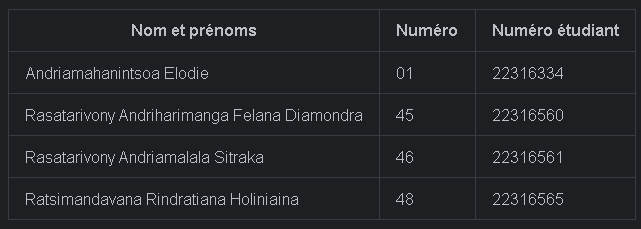 Nom et prénoms Numéro Numéro étudiant
Andriamahanintsoa Elodie 01 22316334
Rasatarivony Andriharimanga Felana Diamondra 45 22316560
Rasatarivony Andriamalala Sitraka 46 22316561
Ratsimandavana Rindratiana Holiniaina 48 22316565